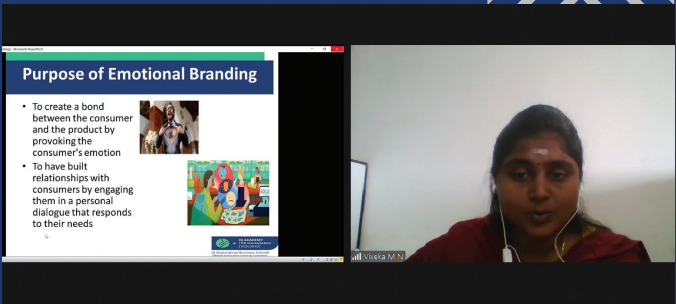 Purpose of Emotional Branding
• To create a bond
between the consumer
and the product by
provoking the
consumer's emotion
• To have built
relationships with
consumers by engaging
them in a personal
dialogue that responds
to their needs
Viveka M N